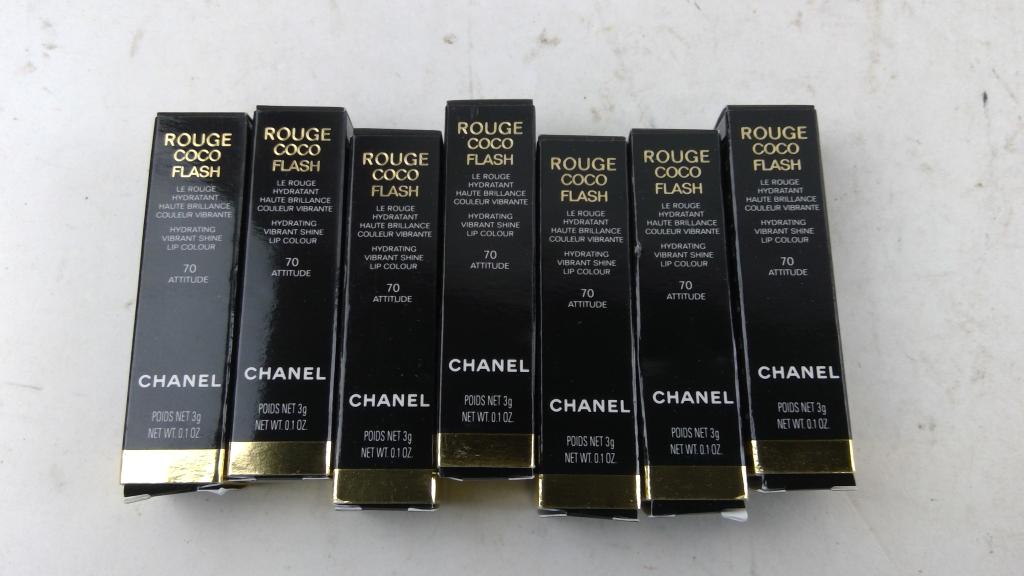 ROUGE
COCO
FLASH
LE ROUGE
HYDRATANT
HAUTE BRILLANCE
COULEUR VIBRANTE
HYDRATING
VIBRANT SHINE
LIP COLOUR
70
ATTITUDE
CHANEL
POIDS NET 3g
NET WT. 0.1 OZ.
ROUGE
COCO
FLASH
LE ROUGE
HYDRATANT
HAUTE BRILLANCE
COULEUR VIBRANTE
HYDRATING
VIBRANT SHINE
LIP COLOUR
70
ATTITUDE
CHANEL
POIDS NET 3g
NET WT. 0.1 OZ.
ROUGE
COCO
FLASH
LE ROUGE
HYDRATANT
HAUTE BRILLANCE
COULEUR VIBRANTE
HYDRATING
VIBRANT SHINE
LIP COLOUR
70
ATTITUDE
CHANEL
POIDS NET 3g
NET WT. 0.1 OZ.
ROUGE
COCO
FLASH
LE ROUGE
HYDRATANT
HAUTE BRILLANCE
COULEUR VIBRANTE
HYDRATING
VIBRANT SHINE
LIP COLOUR
70
ATTITUDE
CHANEL
POIDS NET 3g
NET WT. 0.1 OZ.
ROUGE
COCO
FLASH
LE ROUGE
HYDRATANT
HAUTE BRILLANCE
COULEUR VIBRANTE
HYDRATING
VIBRANT SHINE
LIP COLOUR
70
ATTITUDE
CHANEL
POIDS NET 3g
NET WT. 0.1 OZ.
ROUGE
COCO
FLASH
LE ROUGE
HYDRATANT
HAUTE BRILLANCE
COULEUR VIBRANTE
HYDRATING
VIBRANT SHINE
LIP COLOUR
70
ATTITUDE
CHANEL
POIDS NET 3g
NET WT. 0.1 OZ.
ROUGE
COCO
FLASH
LE ROUGE
HYDRATANT
HAUTE BRILLANCE
COULEUR VIBRANTE
HYDRATING
VIBRANT SHINE
LIP COLOUR
70
ATTITUDE
CHANEL
POIDS NET 3g
NET WT. 0.1 OZ.